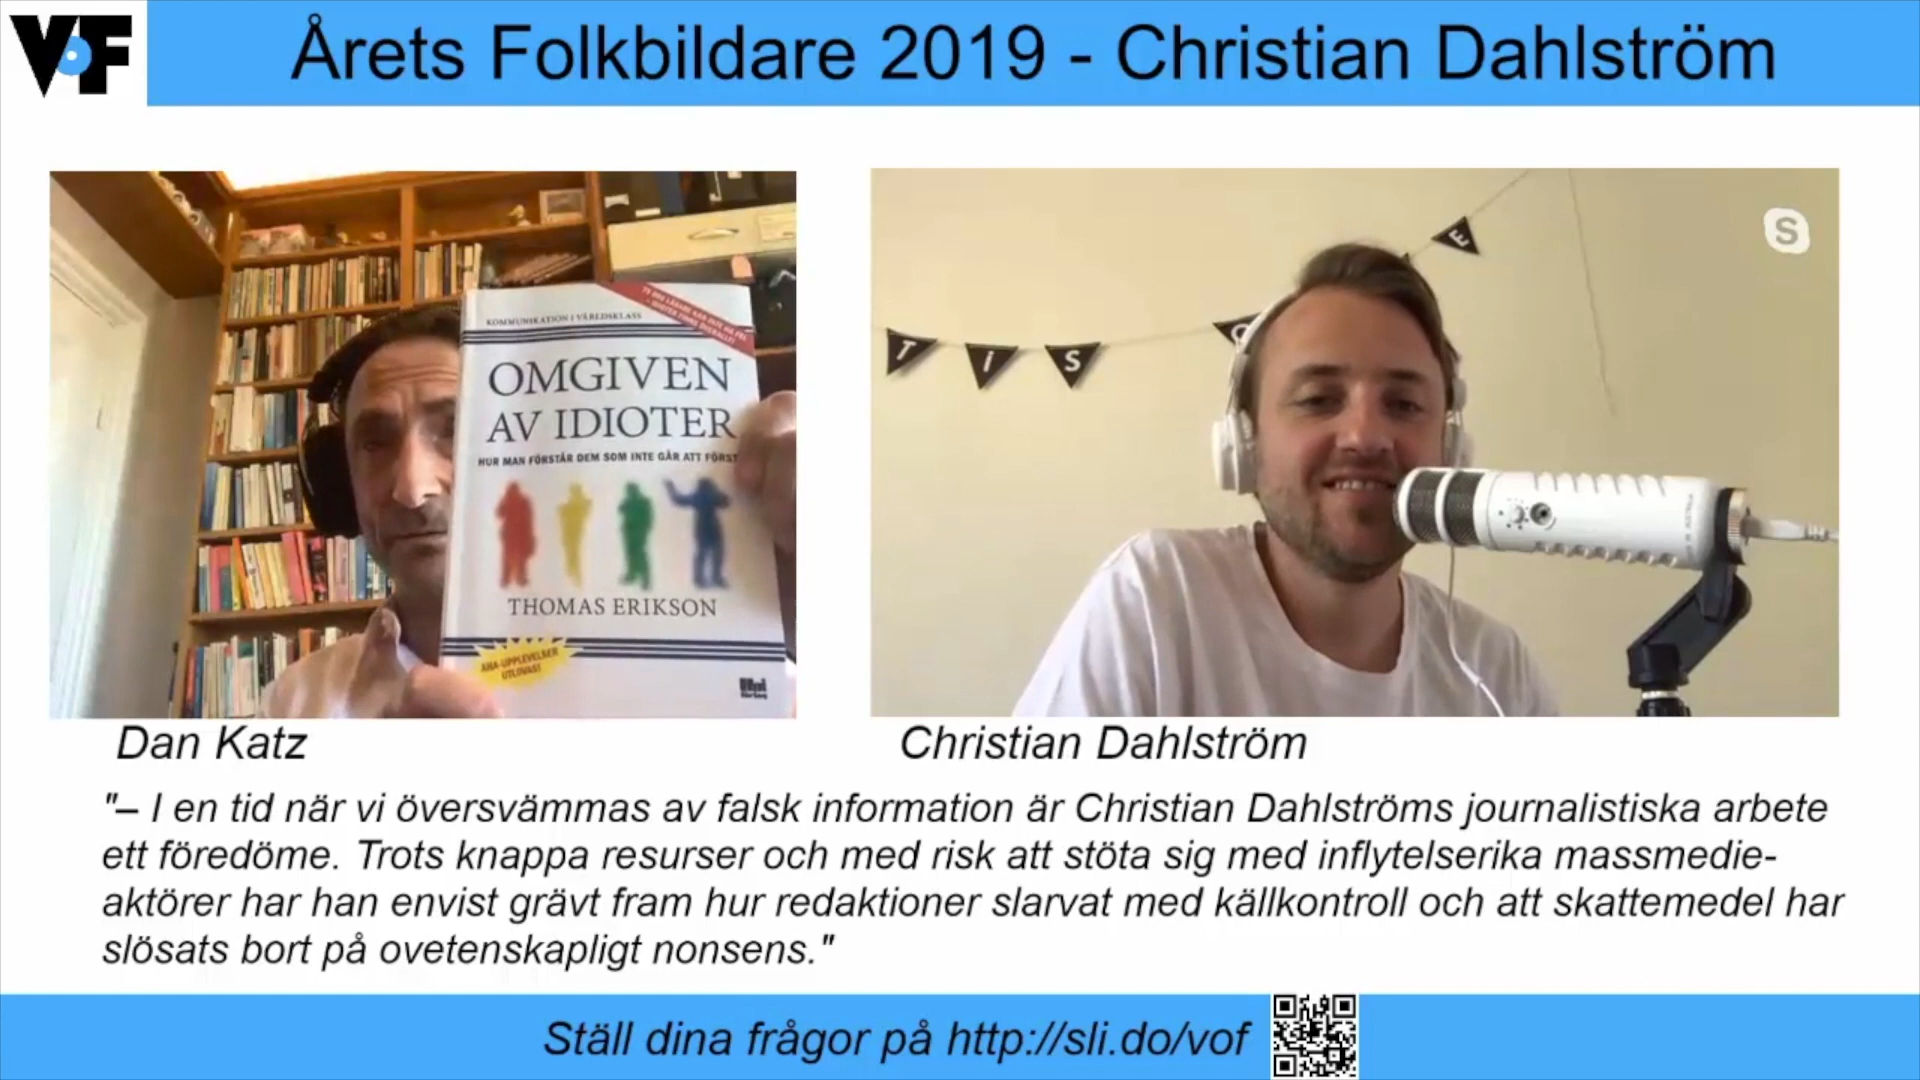 VoF
Årets Folkbildare 2019 - Christian Dahlström
KOMMUNIKATION I VÄRLDSKLASS
OMGIVEN
AV IDIOTER
HUR MAN FÖRSTÅR DEM SOM INTE GÅR ATT FÖRST
THOMAS ERIKSON
AHA-UPPLEVELSER
UTLOVAS!
T I S
E
S
Dan Katz
Christian Dahlström
"– I en tid när vi översvämmas av falsk information är Christian Dahlströms journalistiska arbete
ett föredöme. Trots knappa resurser och med risk att stöta sig med inflytelserika massmedie-
aktörer har han envist grävt fram hur redaktioner slarvat med källkontroll och att skattemedel har
slösats bort på ovetenskapligt nonsens."
Ställ dina frågor på http://sli.do/vof